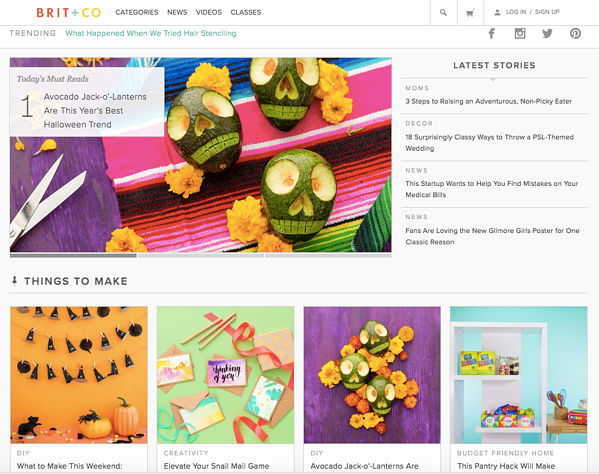 BRIT+CO CATEGORIES NEWS VIDEOS CLASSES LOG IN / SIGN UP
TRENDING What Happened When We Tried Hair Stenciling
Today's Must Reads
1 Avocado Jack-o'-Lanterns
Are This Year's Best
Halloween Trend
LATEST STORIES
MOMS
3 Steps to Raising an Adventurous, Non-Picky Eater
DECOR
18 Surprisingly Classy Ways to Throw a PSL-Themed
Wedding
NEWS
This Startup Wants to Help You Find Mistakes on Your
Medical Bills
NEWS
Fans Are Loving the New Gilmore Girls Poster for One
Classic Reason
THINGS TO MAKE
thinking
of you!
DIY
What to Make This Weekend:
CREATIVITY
Elevate Your Snail Mail Game
DIY
Avocado Jack-o'-Lanterns Are
BUDGET FRIENDLY HOME
This Pantry Hack Will Make